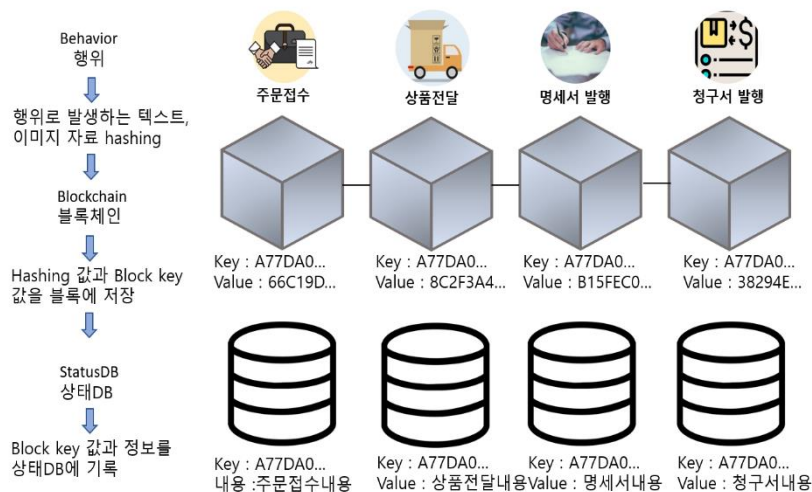 Behavior
행위
행위로 발생하는 텍스트,
이미지 자료 hashing
Blockchain
블록체인
Hashing 값과 Block key
값을 블록에 저장
StatusDB
상태DB
Block key 값과 정보를
상태DB에 기록
주문접수
상품전달
명세서 발행
청구서 발행
Key : A77DA0...
Value : 66C19D...
Key : A77DA0...
Value : 8C2F3A4...
Key : A77DA0...
Value : B15FEC0...
Key : A77DA0...
Value : 38294E...
Key : A77DA0...
내용 :주문접수내용
Key : A77DA0...
Value : 상품전달내용
Key : A77DA0...
Value : 명세서내용
Key : A77DA0...
Value : 청구서내용